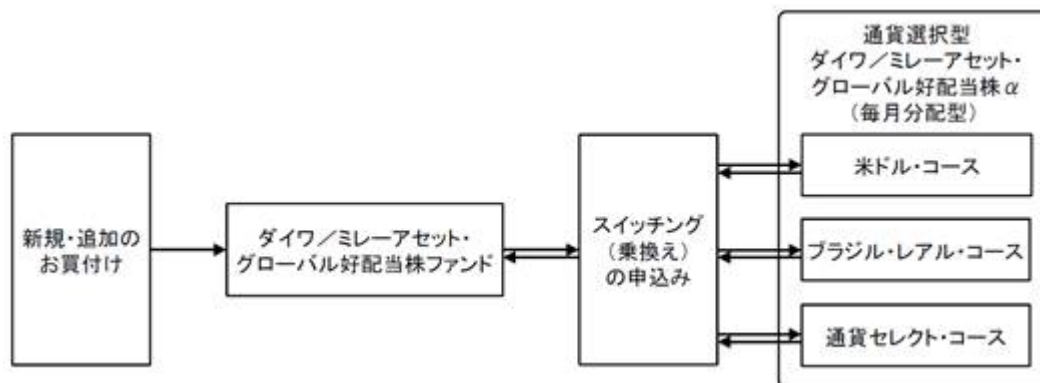 新規・追加の
お買付け
ダイワ／ミレーアセット・
グローバル好配当株ファンド
スイッチング
（乗換え）
の申込み
通貨選択型
ダイワ／ミレーアセット・
グローバル好配当株α
（毎月分配型）
米ドル・コース
ブラジル・レアル・コース
通貨セレクト・コース